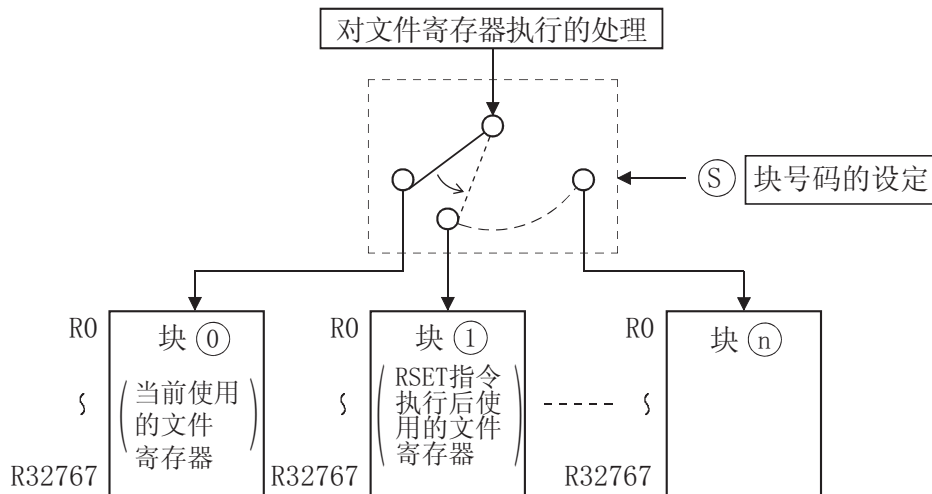 对文件寄存器执行的处理
Ⓢ 块号码的设定
R0
块⓪
R0
块①
R0
块ⓝ
(当前使用
的文件
寄存器)
(RSET指令
执行后使
用的文件
寄存器)
R32767
R32767
R32767